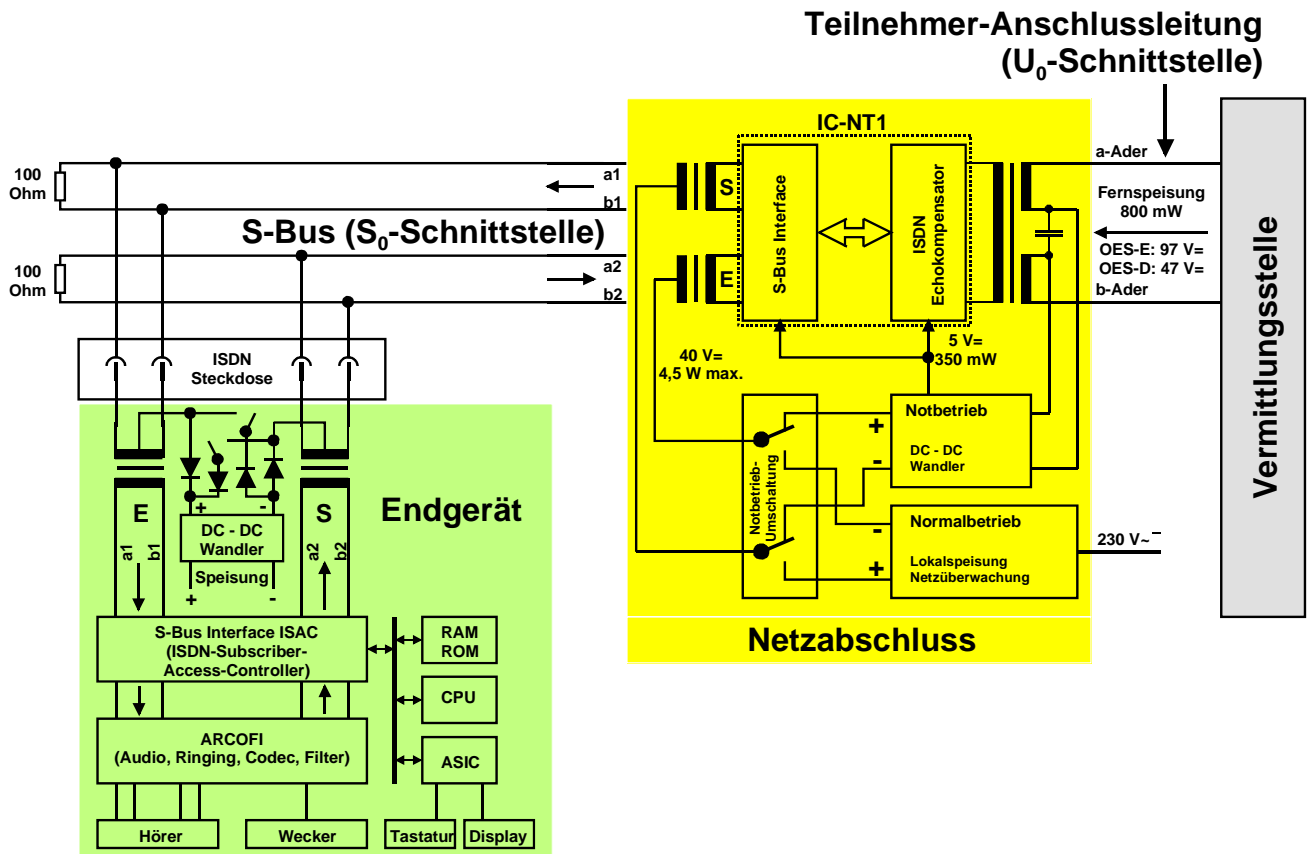 Teilnehmer-Anschlussleitung
(U0-Schnittstelle)
IC-NT1
a-Ader
100
Ohm
a1
b1
S
S-Bus Interface
ISDN
Echokompensator
Fernspeisung
800 mW
S-Bus (S0-Schnittstelle)
OES-E: 97 V=
OES-D: 47 V=
b-Ader
100
Ohm
a2
b2
E
Vermittlungsstelle
ISDN
Steckdose
40 V=
4,5 W max.
5 V=
350 mW
Notbetrieb-
Umschaltung
+
-
Notbetrieb
DC - DC
Wandler
-
+
Normalbetrieb
Lokalspeisung
Netzüberwachung
230 V~
Netzabschluss
Endgerät
E
a1
b1
+
-
DC - DC
Wandler
Speisung
+
-
S
a2
b2
S-Bus Interface ISAC
(ISDN-Subscriber-
Access-Controller)
RAM
ROM
CPU
ARCOFI
(Audio, Ringing, Codec, Filter)
ASIC
Hörer
Wecker
Tastatur
Display